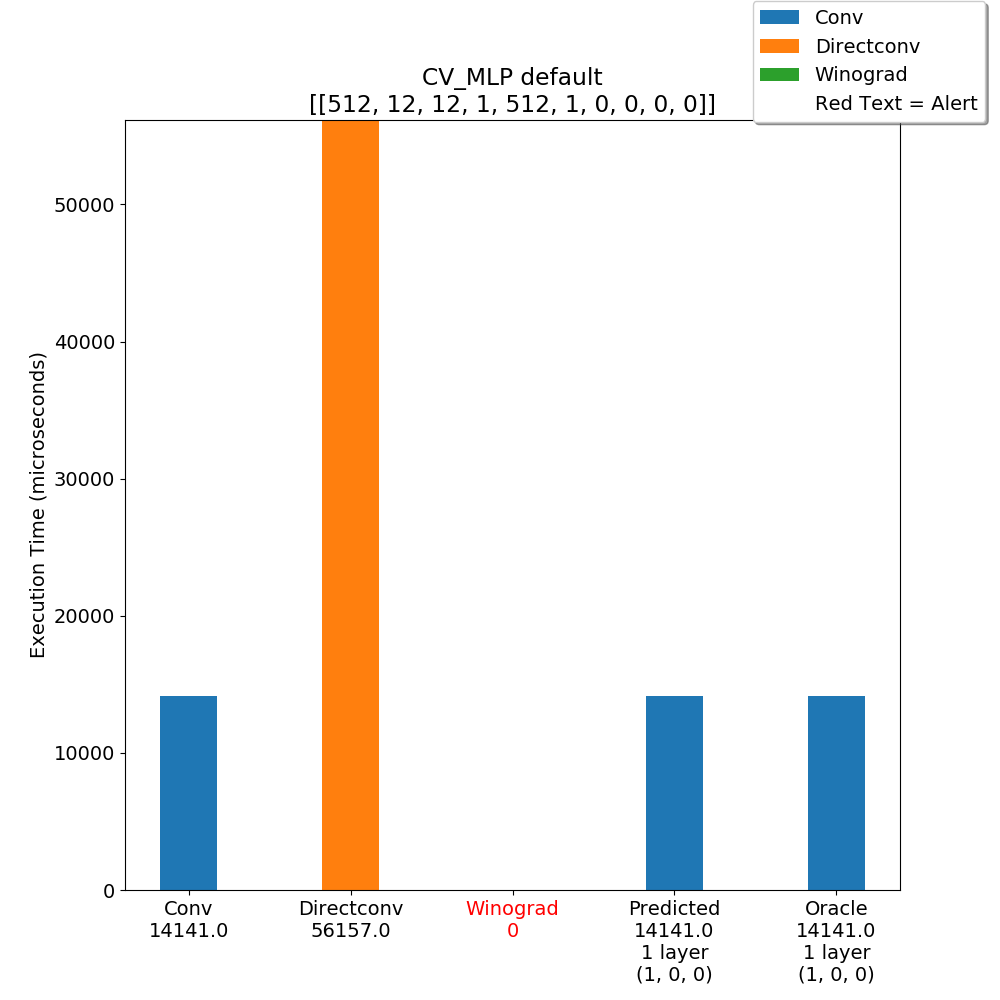 Conv
Directconv
Winograd
Red Text = Alert
CV_MLP default
[[512, 12, 12, 1, 512, 1, 0, 0, 0, 0]]
Execution Time (microseconds)
50000
40000
30000
20000
10000
0
Conv
14141.0
Directconv
56157.0
Winograd
0
Predicted
14141.0
1 layer
(1, 0, 0)
Oracle
14141.0
1 layer
(1, 0, 0)